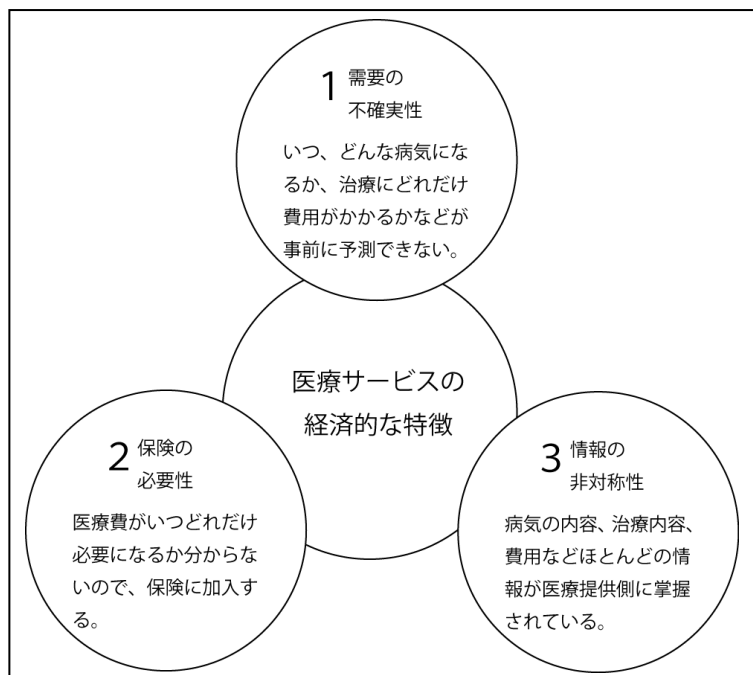 1 需要の
不確実性
いつ、どんな病気にな
るか、治療にどれだけ
費用がかかるかなどが
事前に予測できない。
医療サービスの
経済的な特徴
2 保険の
必要性
医療費がいつどれだけ
必要になるか分からな
いので、保険に加入す
る。
3 情報の
非対称性
病気の内容、治療内容、
費用などほとんどの情
報が医療提供側に掌握
されている。